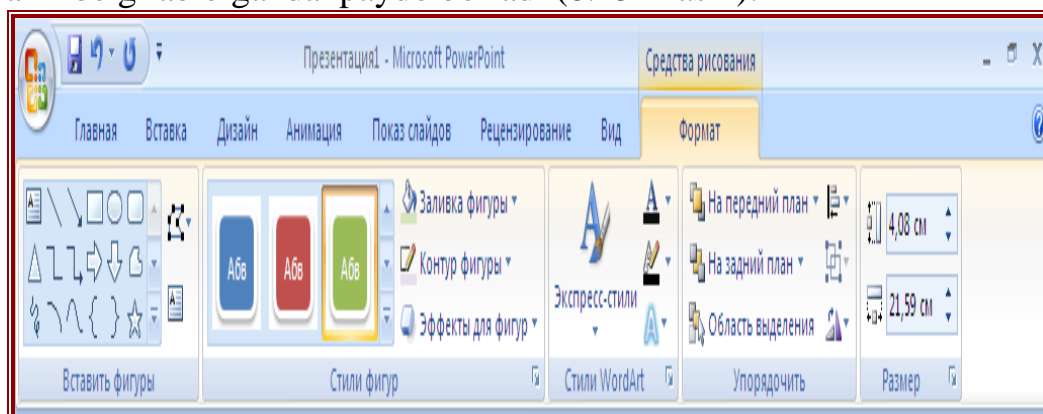 Презентация1 - Microsoft PowerPoint
Средства рисования
Главная Вставка Дизайн Анимация Показ слайдов Рецензирование Вид Формат
Абв Абв Абв
Заливка фигуры
Контур фигуры
Эффекты для фигур
Экспресс-стили
На передний план
На задний план
Область выделения
4,08 см
21,59 см
Вставить фигуры Стили фигур Стили WordArt Упорядочить Размер